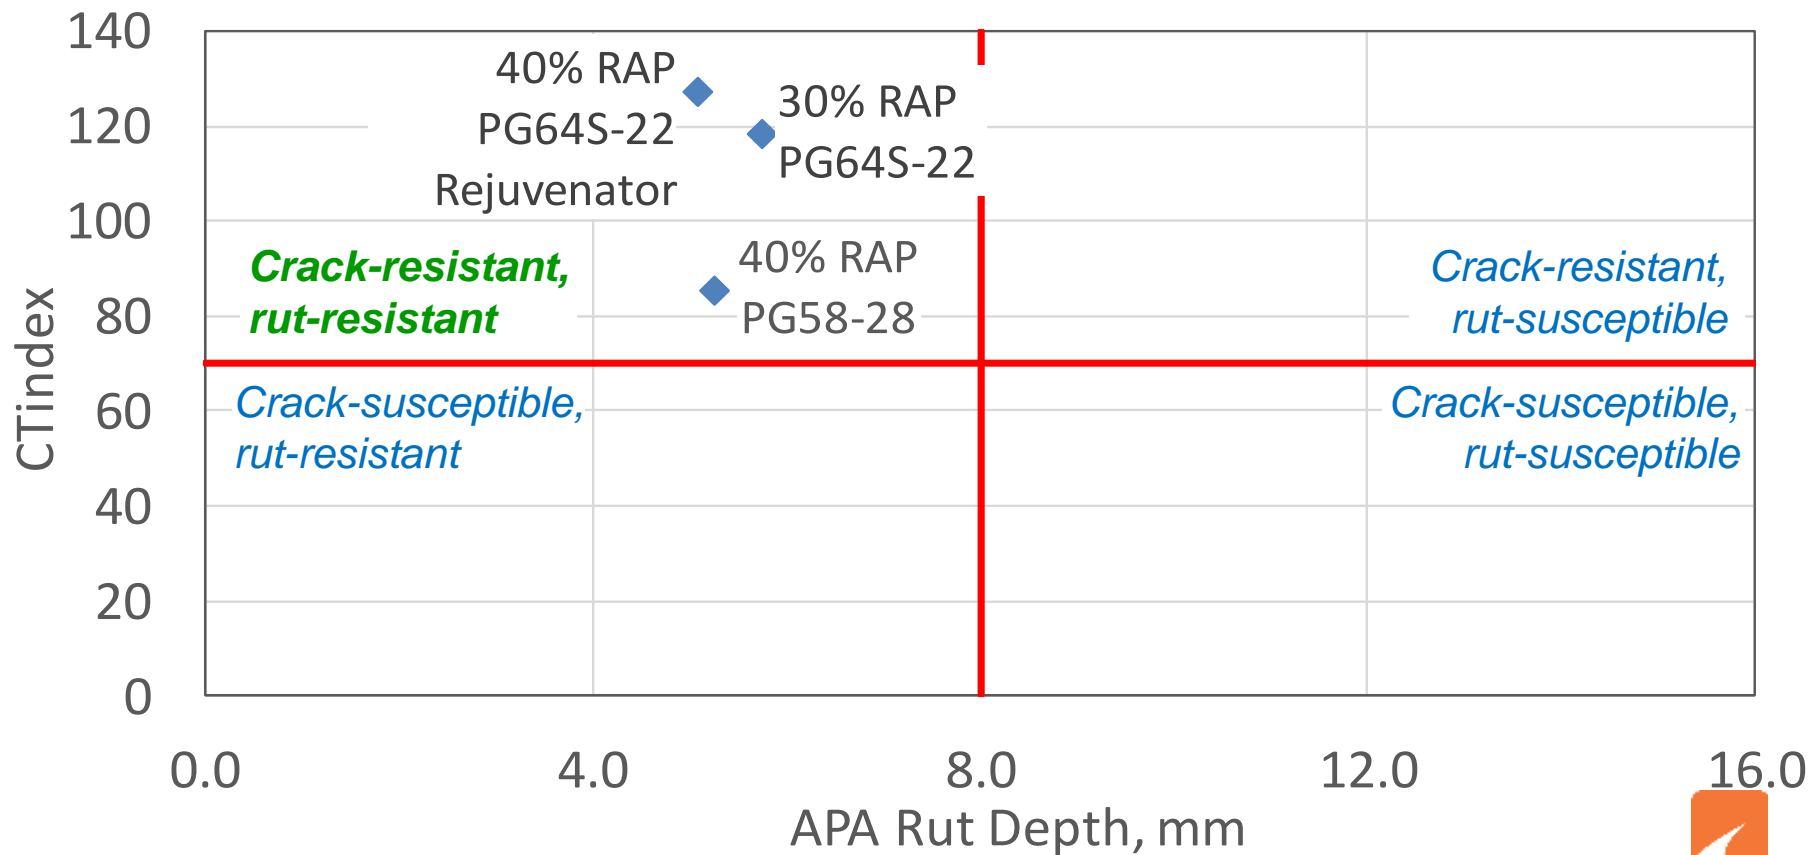 140
120
100
80
60
40
20
0
CTindex
40% RAP
PG64S-22
Rejuvenator
30% RAP
PG64S-22
40% RAP
PG58-28
Crack-resistant,
rut-resistant
Crack-resistant,
rut-susceptible
Crack-susceptible,
rut-resistant
Crack-susceptible,
rut-susceptible
0.0
4.0
8.0
12.0
16.0
APA Rut Depth, mm